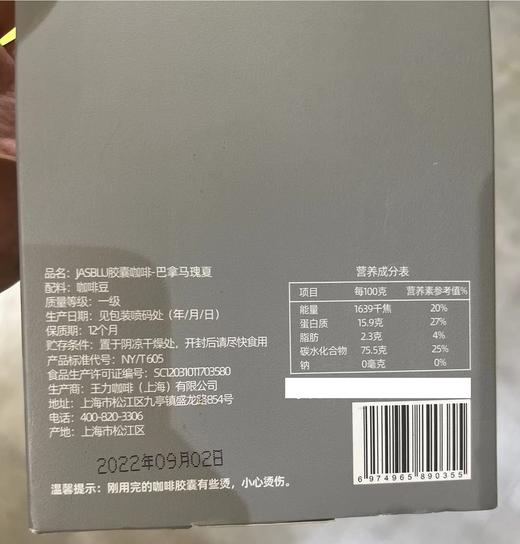 品名：JASBLU胶囊咖啡-巴拿马瑰夏
配料：咖啡豆
质量等级：一级
生产日期：见包装喷码处（年/月/日）
保质期：12个月
贮存条件：置于阴凉干燥处，开封后请尽快食用
产品标准代号：NY/T 605
食品生产许可证编号：SC12031011703580
生产商：王力咖啡（上海）有限公司
地址：上海市松江区九亭镇盛龙路854号
电话：400-820-3306
产地：上海市松江区
2022年09月02日
温馨提示：刚用完的咖啡胶囊有些烫，小心烫伤。
营养成分表
项目 每100克 营养素参考值%
能量 1639千焦 20%
蛋白质 15.9克 27%
脂肪 2.3克 4%
碳水化合物 75.5克 25%
钠 0毫克 0%
6 974965 890355